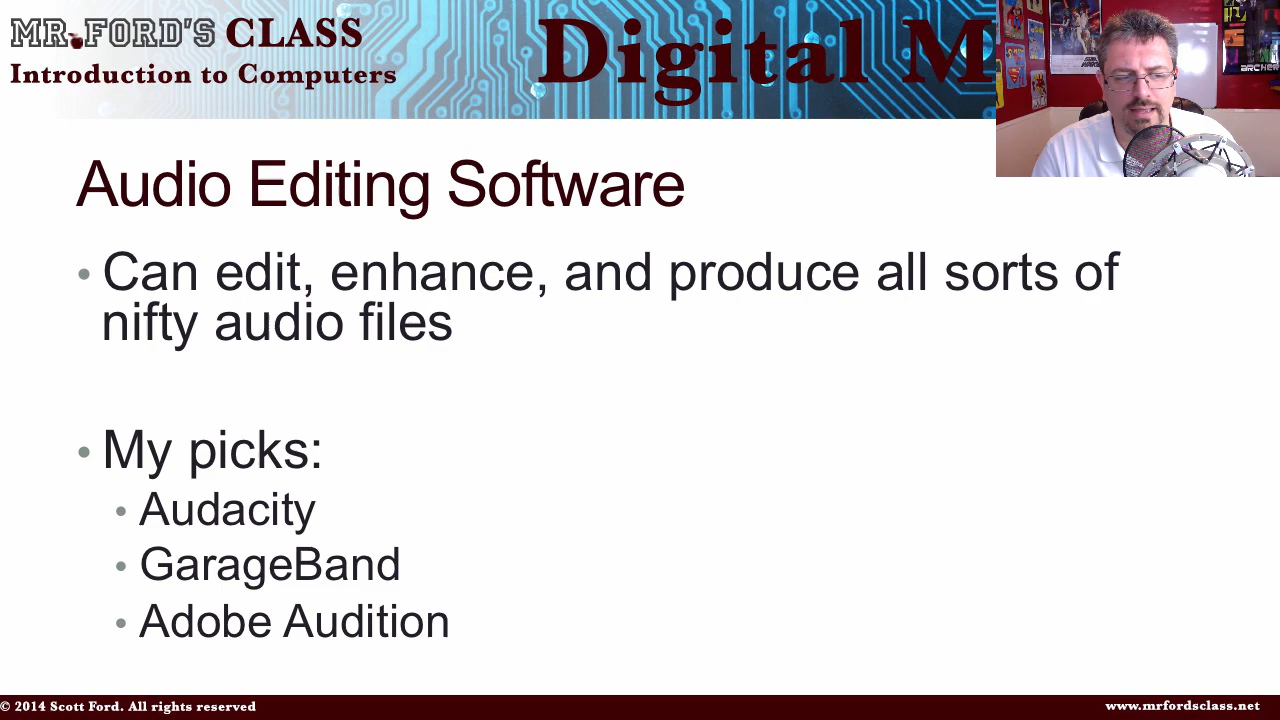 MR.FORD'S CLASS
Introduction to Computers
Digital M
ARCHER
Audio Editing Software
• Can edit, enhance, and produce all sorts of
nifty audio files
• My picks:
• Audacity
• GarageBand
• Adobe Audition
© 2014 Scott Ford. All rights reserved
www.mrfordsclass.net